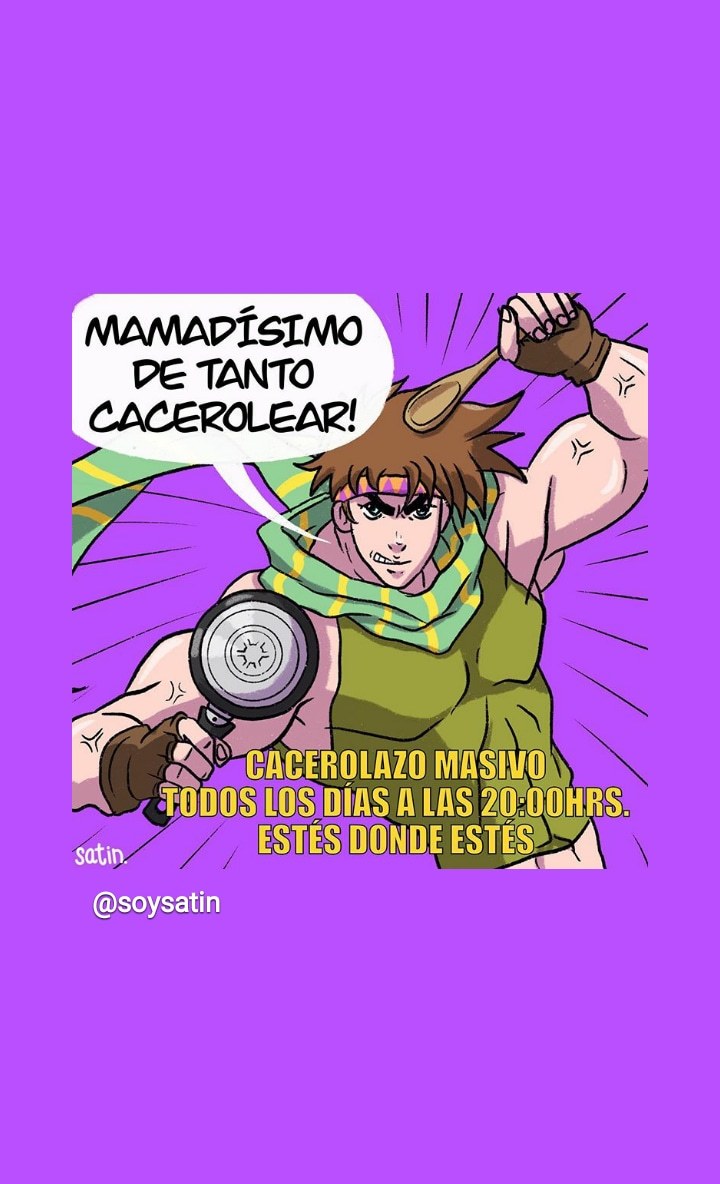 MAMADÍSIMO
DE TANTO
CACEROLEAR!
CACEROLAZO MASIVO
TODOS LOS DÍAS A LAS 20:00HRS.
ESTÉS DONDE ESTÉS
satin.
@soysatin